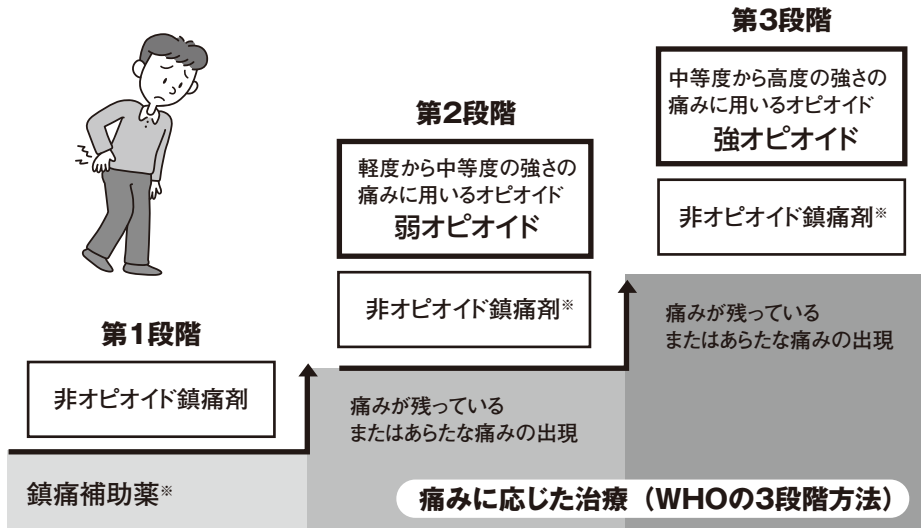 第1段階
非オピオイド鎮痛剤
鎮痛補助薬※
第2段階
軽度から中等度の強さの
痛みに用いるオピオイド
弱オピオイド
非オピオイド鎮痛剤※
痛みが残っている
またはあらたな痛みの出現
第3段階
中等度から高度の強さの
痛みに用いるオピオイド
強オピオイド
非オピオイド鎮痛剤※
痛みが残っている
またはあらたな痛みの出現
痛みに応じた治療（WHOの3段階方法）